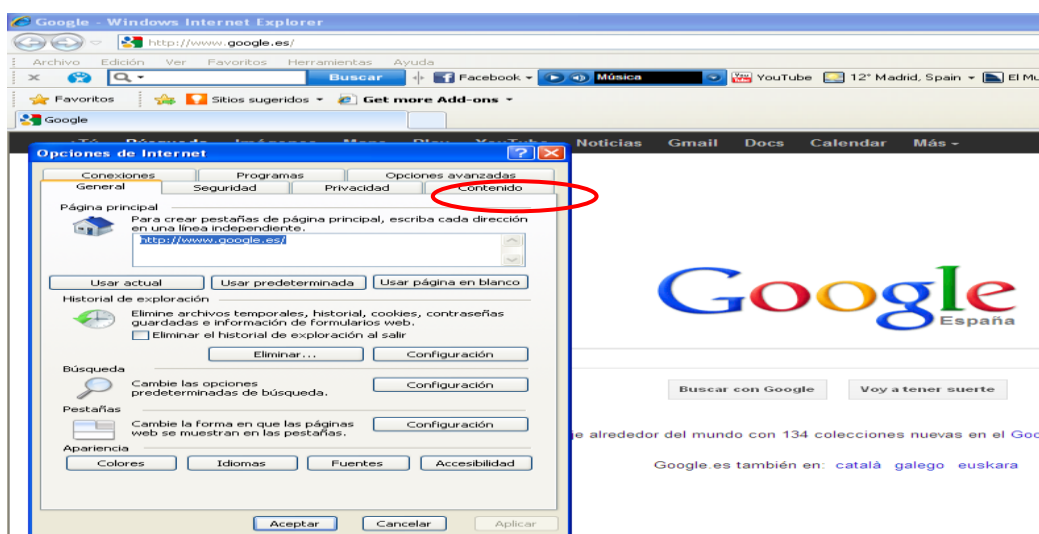 Google - Windows Internet Explorer
http://www.google.es/
Archivo Edición Ver Favoritos Herramientas Ayuda
Buscar Facebook Música YouTube 12° Madrid, Spain El Mu
Favoritos Sitios sugeridos Get more Add-ons
Google
Noticias Gmail Docs Calendar Más
Opciones de Internet
Conexiones Programas Opciones avanzadas
General Seguridad Privacidad Contenido
Página principal
Para crear pestañas de página principal, escriba cada dirección
en una línea independiente.
http://www.google.es/
Usar actual Usar predeterminada Usar página en blanco
Historial de exploración
Elimine archivos temporales, historial, cookies, contraseñas
guardadas e información de formularios web.
Eliminar el historial de exploración al salir
Eliminar... Configuración
Búsqueda
Cambie las opciones
predeterminadas de búsqueda.
Configuración
Pestañas
Cambie la forma en que las páginas
web se muestran en las pestañas.
Configuración
Apariencia
Colores Idiomas Fuentes Accesibilidad
Aceptar Cancelar Aplicar
Google
España
Buscar con Google Voy a tener suerte
je alrededor del mundo con 134 colecciones nuevas en el Goo
Google.es también en: català galego euskara